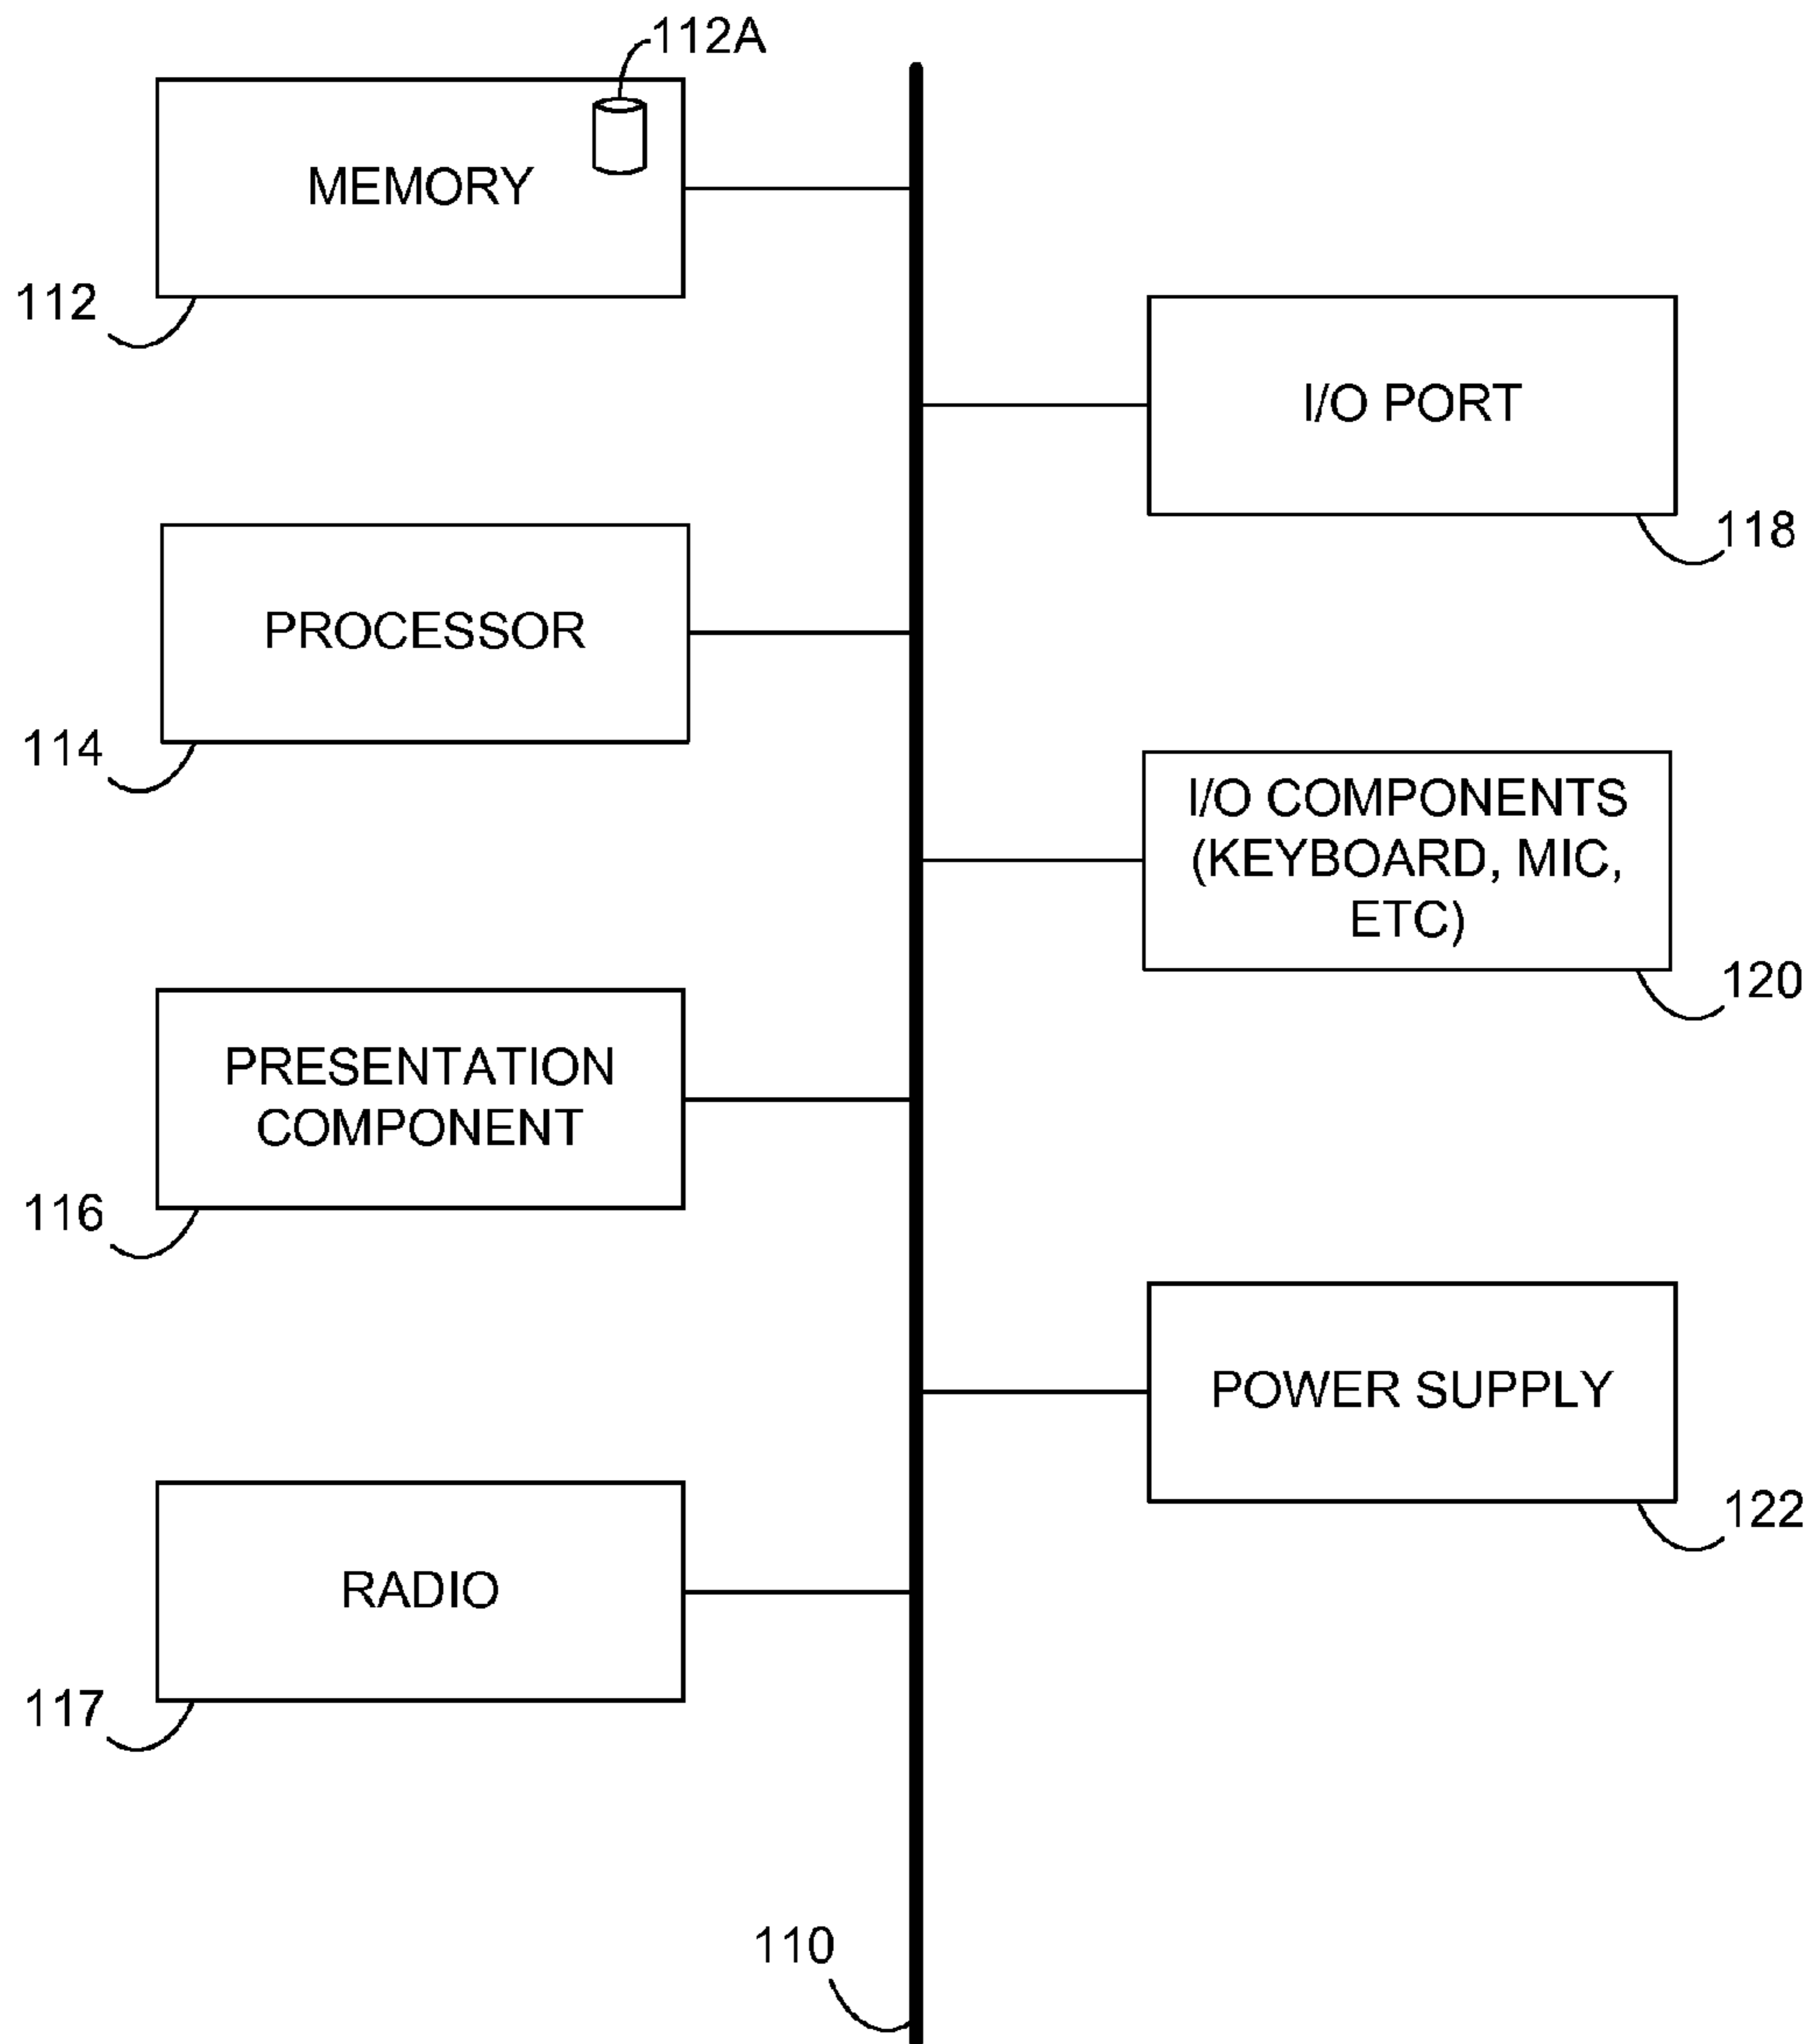 112A
MEMORY
112
I/O PORT
118
PROCESSOR
114
I/O COMPONENTS
(KEYBOARD, MIC,
ETC)
120
PRESENTATION
COMPONENT
116
POWER SUPPLY
122
RADIO
117
110